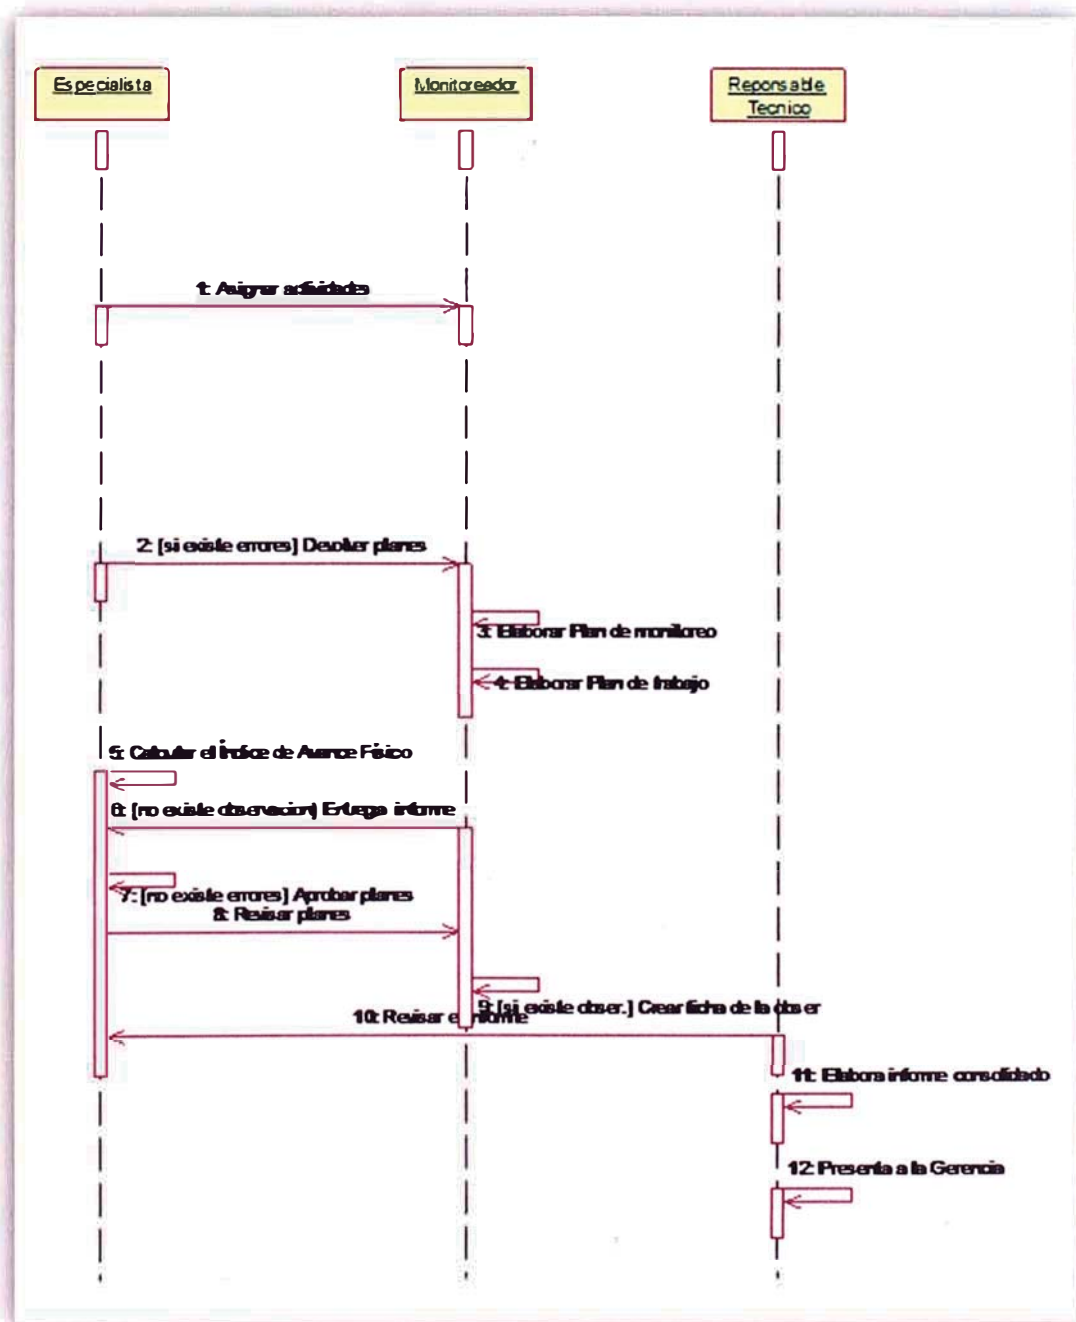 Especialista
Monitoreador
Reponsable
Tecnico
1: Asignar actividades
2: [si existe errores] Devolver planes
3: Elaborar Plan de monitoreo
4: Elaborar Plan de trabajo
5: Calcular el Índice de Avance Físico
6: [no existe observacion] Entrega informe
7: [no existe errores] Aprobar planes
8: Revisar planes
9: [si existe obser.] Crear ficha de la obser
10: Revisar el informe
11: Elabora informe consolidado
12: Presenta a la Gerencia